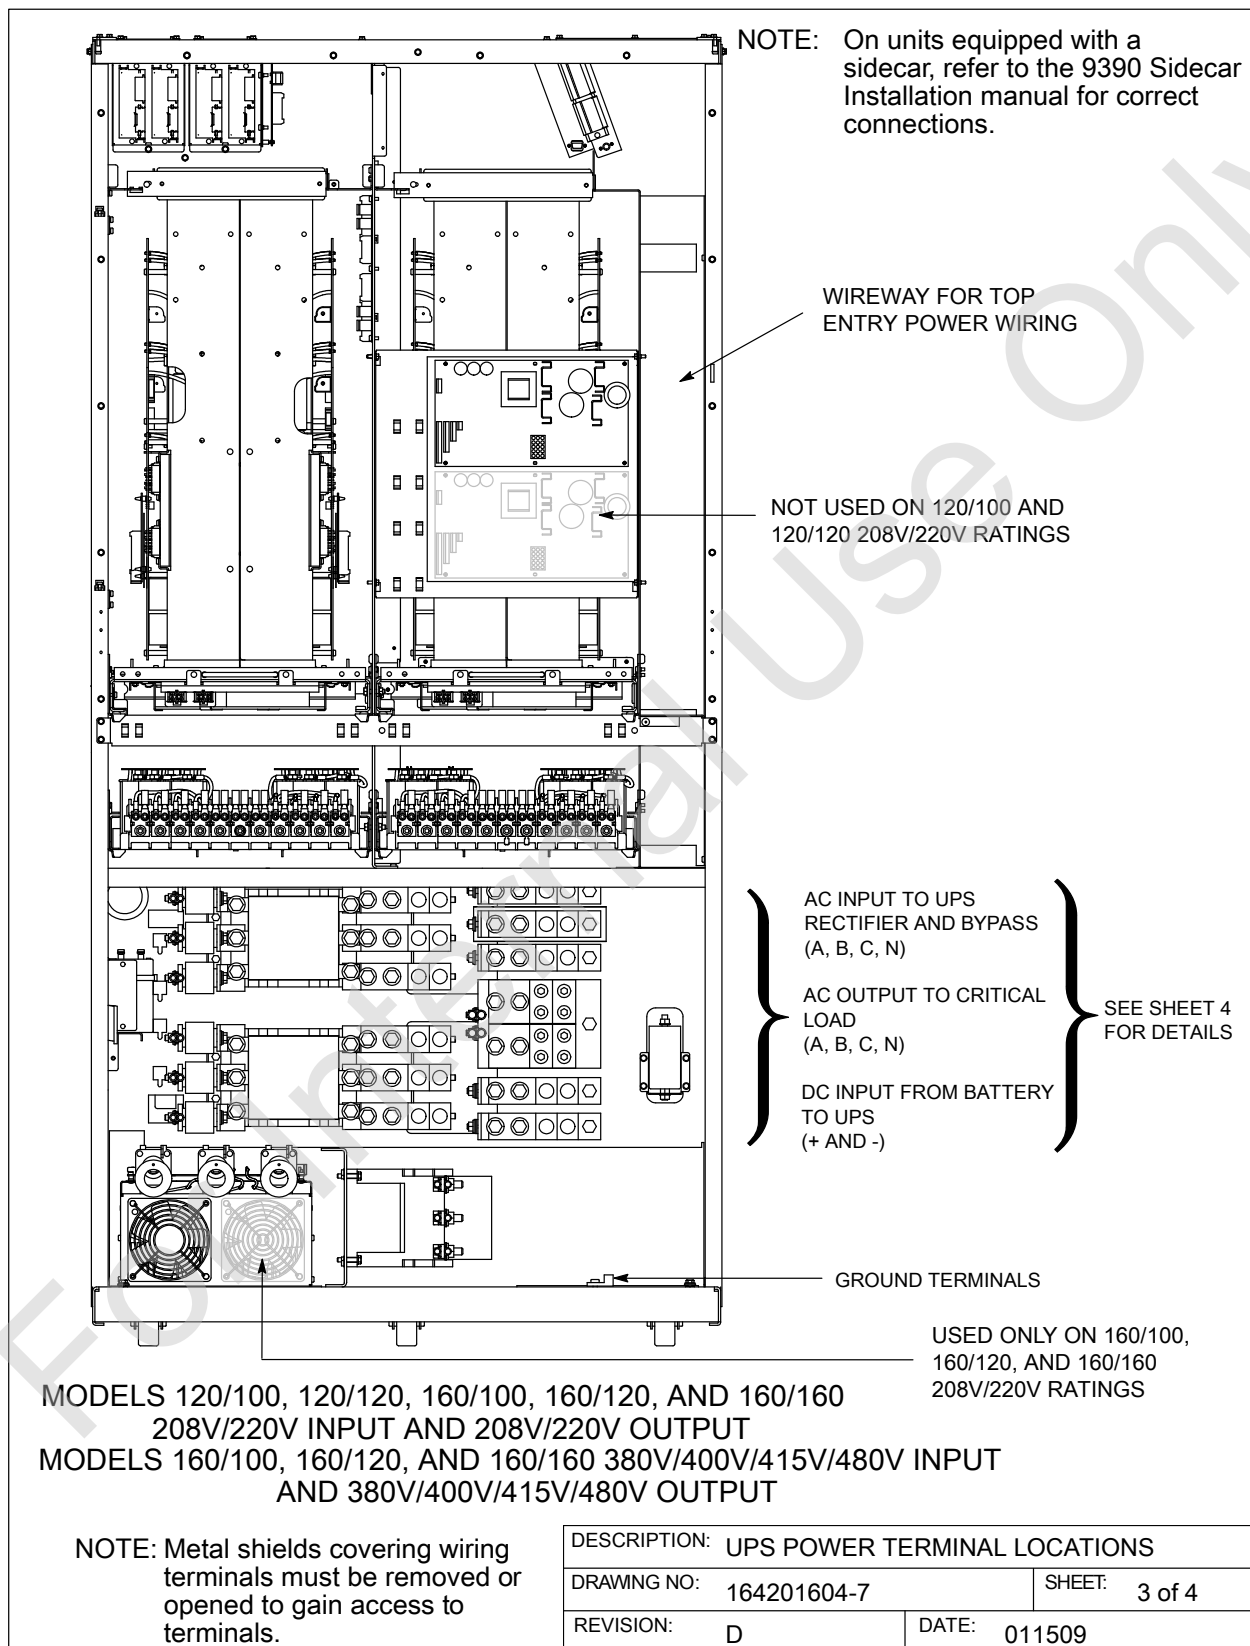 NOTE: On units equipped with a
sidecar, refer to the 9390 Sidecar
Installation manual for correct
connections.
WIREWAY FOR TOP
ENTRY POWER WIRING
NOT USED ON 120/100 AND
120/120 208V/220V RATINGS
AC INPUT TO UPS
RECTIFIER AND BYPASS
(A, B, C, N)
AC OUTPUT TO CRITICAL
LOAD
(A, B, C, N)
DC INPUT FROM BATTERY
TO UPS
(+ AND -)
SEE SHEET 4
FOR DETAILS
GROUND TERMINALS
USED ONLY ON 160/100,
160/120, AND 160/160
208V/220V RATINGS
MODELS 120/100, 120/120, 160/100, 160/120, AND 160/160
208V/220V INPUT AND 208V/220V OUTPUT
MODELS 160/100, 160/120, AND 160/160 380V/400V/415V/480V INPUT
AND 380V/400V/415V/480V OUTPUT
NOTE: Metal shields covering wiring
terminals must be removed or
opened to gain access to
terminals.
DESCRIPTION: UPS POWER TERMINAL LOCATIONS
DRAWING NO: 164201604-7 SHEET: 3 of 4
REVISION: D DATE: 011509
For Internal Use Only